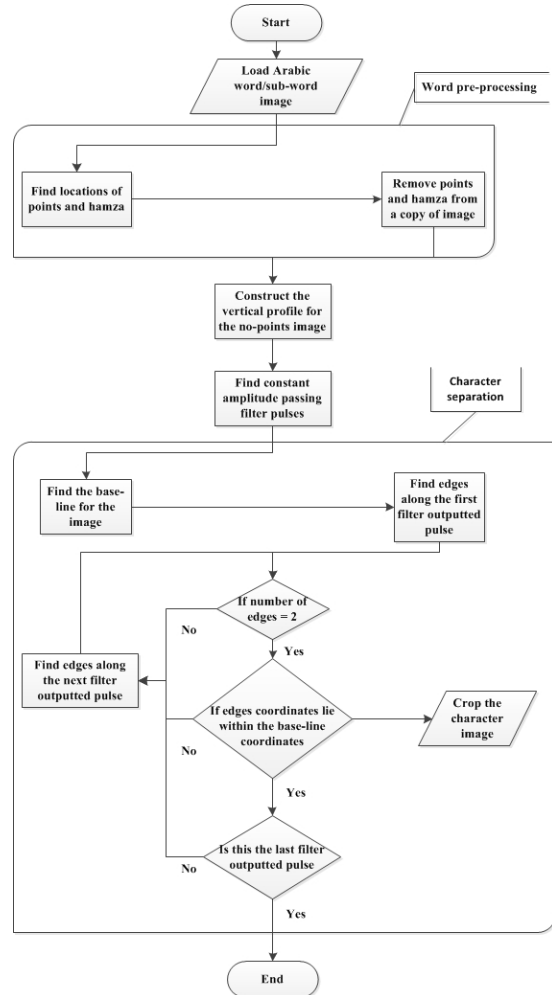 Start
Load Arabic
word/sub-word
image
Word pre-processing
Find locations of
points and hamza
Remove points
and hamza from
a copy of image
Construct the
vertical profile for
the no-points image
Find constant
amplitude passing
filter pulses
Character
separation
Find the base-
line for the
image
Find edges
along the first
filter outputted
pulse
If number of
edges = 2
No
Yes
Find edges along
the next filter
outputted pulse
If edges coordinates lie
within the base-line
coordinates
Crop the
character
image
No
Yes
Is this the last filter
outputted pulse
No
Yes
End